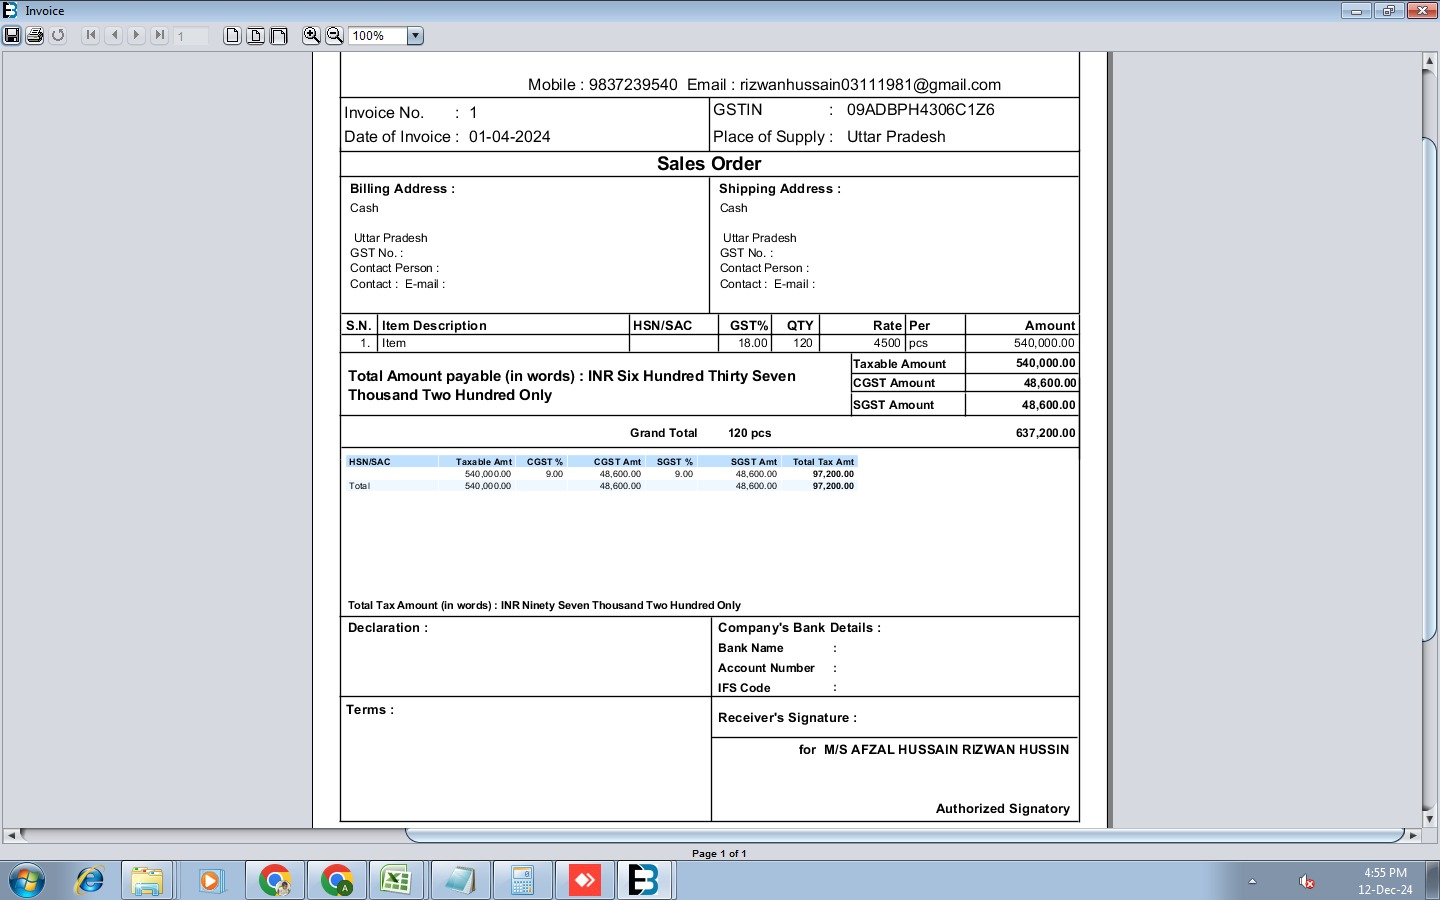 Invoice
1
100%
Mobile : 9837239540 Email : rizwanhussain03111981@gmail.com
Invoice No. : 1
GSTIN : 09ADBPH4306C1Z6
Date of Invoice : 01-04-2024
Place of Supply : Uttar Pradesh
Sales Order
Billing Address :
Shipping Address :
Cash
Cash
Uttar Pradesh
Uttar Pradesh
GST No. :
GST No. :
Contact Person :
Contact Person :
Contact : E-mail :
Contact : E-mail :
S.N. Item Description HSN/SAC GST% QTY Rate Per Amount
1. Item 18.00 120 4500 pcs 540,000.00
Taxable Amount 540,000.00
Total Amount payable (in words) : INR Six Hundred Thirty Seven
Thousand Two Hundred Only
CGST Amount 48,600.00
SGST Amount 48,600.00
Grand Total 120 pcs 637,200.00
HSN/SAC Taxable Amt CGST % CGST Amt SGST % SGST Amt Total Tax Amt
540,000.00 9.00 48,600.00 9.00 48,600.00 97,200.00
Total 540,000.00 48,600.00 48,600.00 97,200.00
Total Tax Amount (in words) : INR Ninety Seven Thousand Two Hundred Only
Declaration :
Company's Bank Details :
Bank Name :
Account Number :
IFS Code :
Terms :
Receiver's Signature :
for M/S AFZAL HUSSAIN RIZWAN HUSSIN
Authorized Signatory
Page 1 of 1
4:55 PM
12-Dec-24